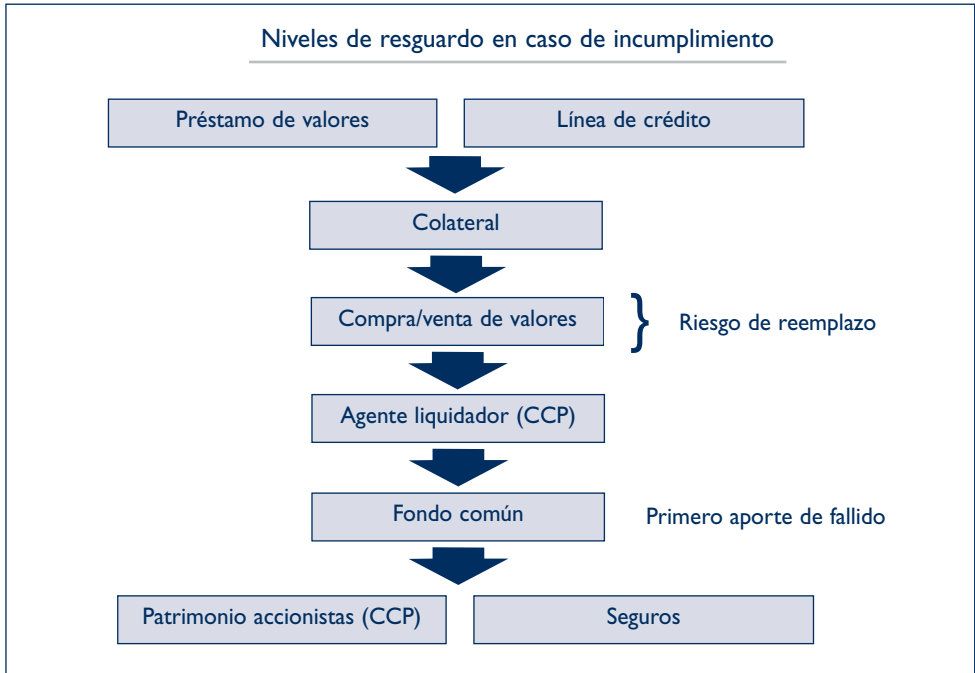 Niveles de resguardo en caso de incumplimiento
Préstamo de valores
Línea de crédito
Colateral
Compra/venta de valores
} Riesgo de reemplazo
Agente liquidador (CCP)
Fondo común
Primero aporte de fallido
Patrimonio accionistas (CCP)
Seguros